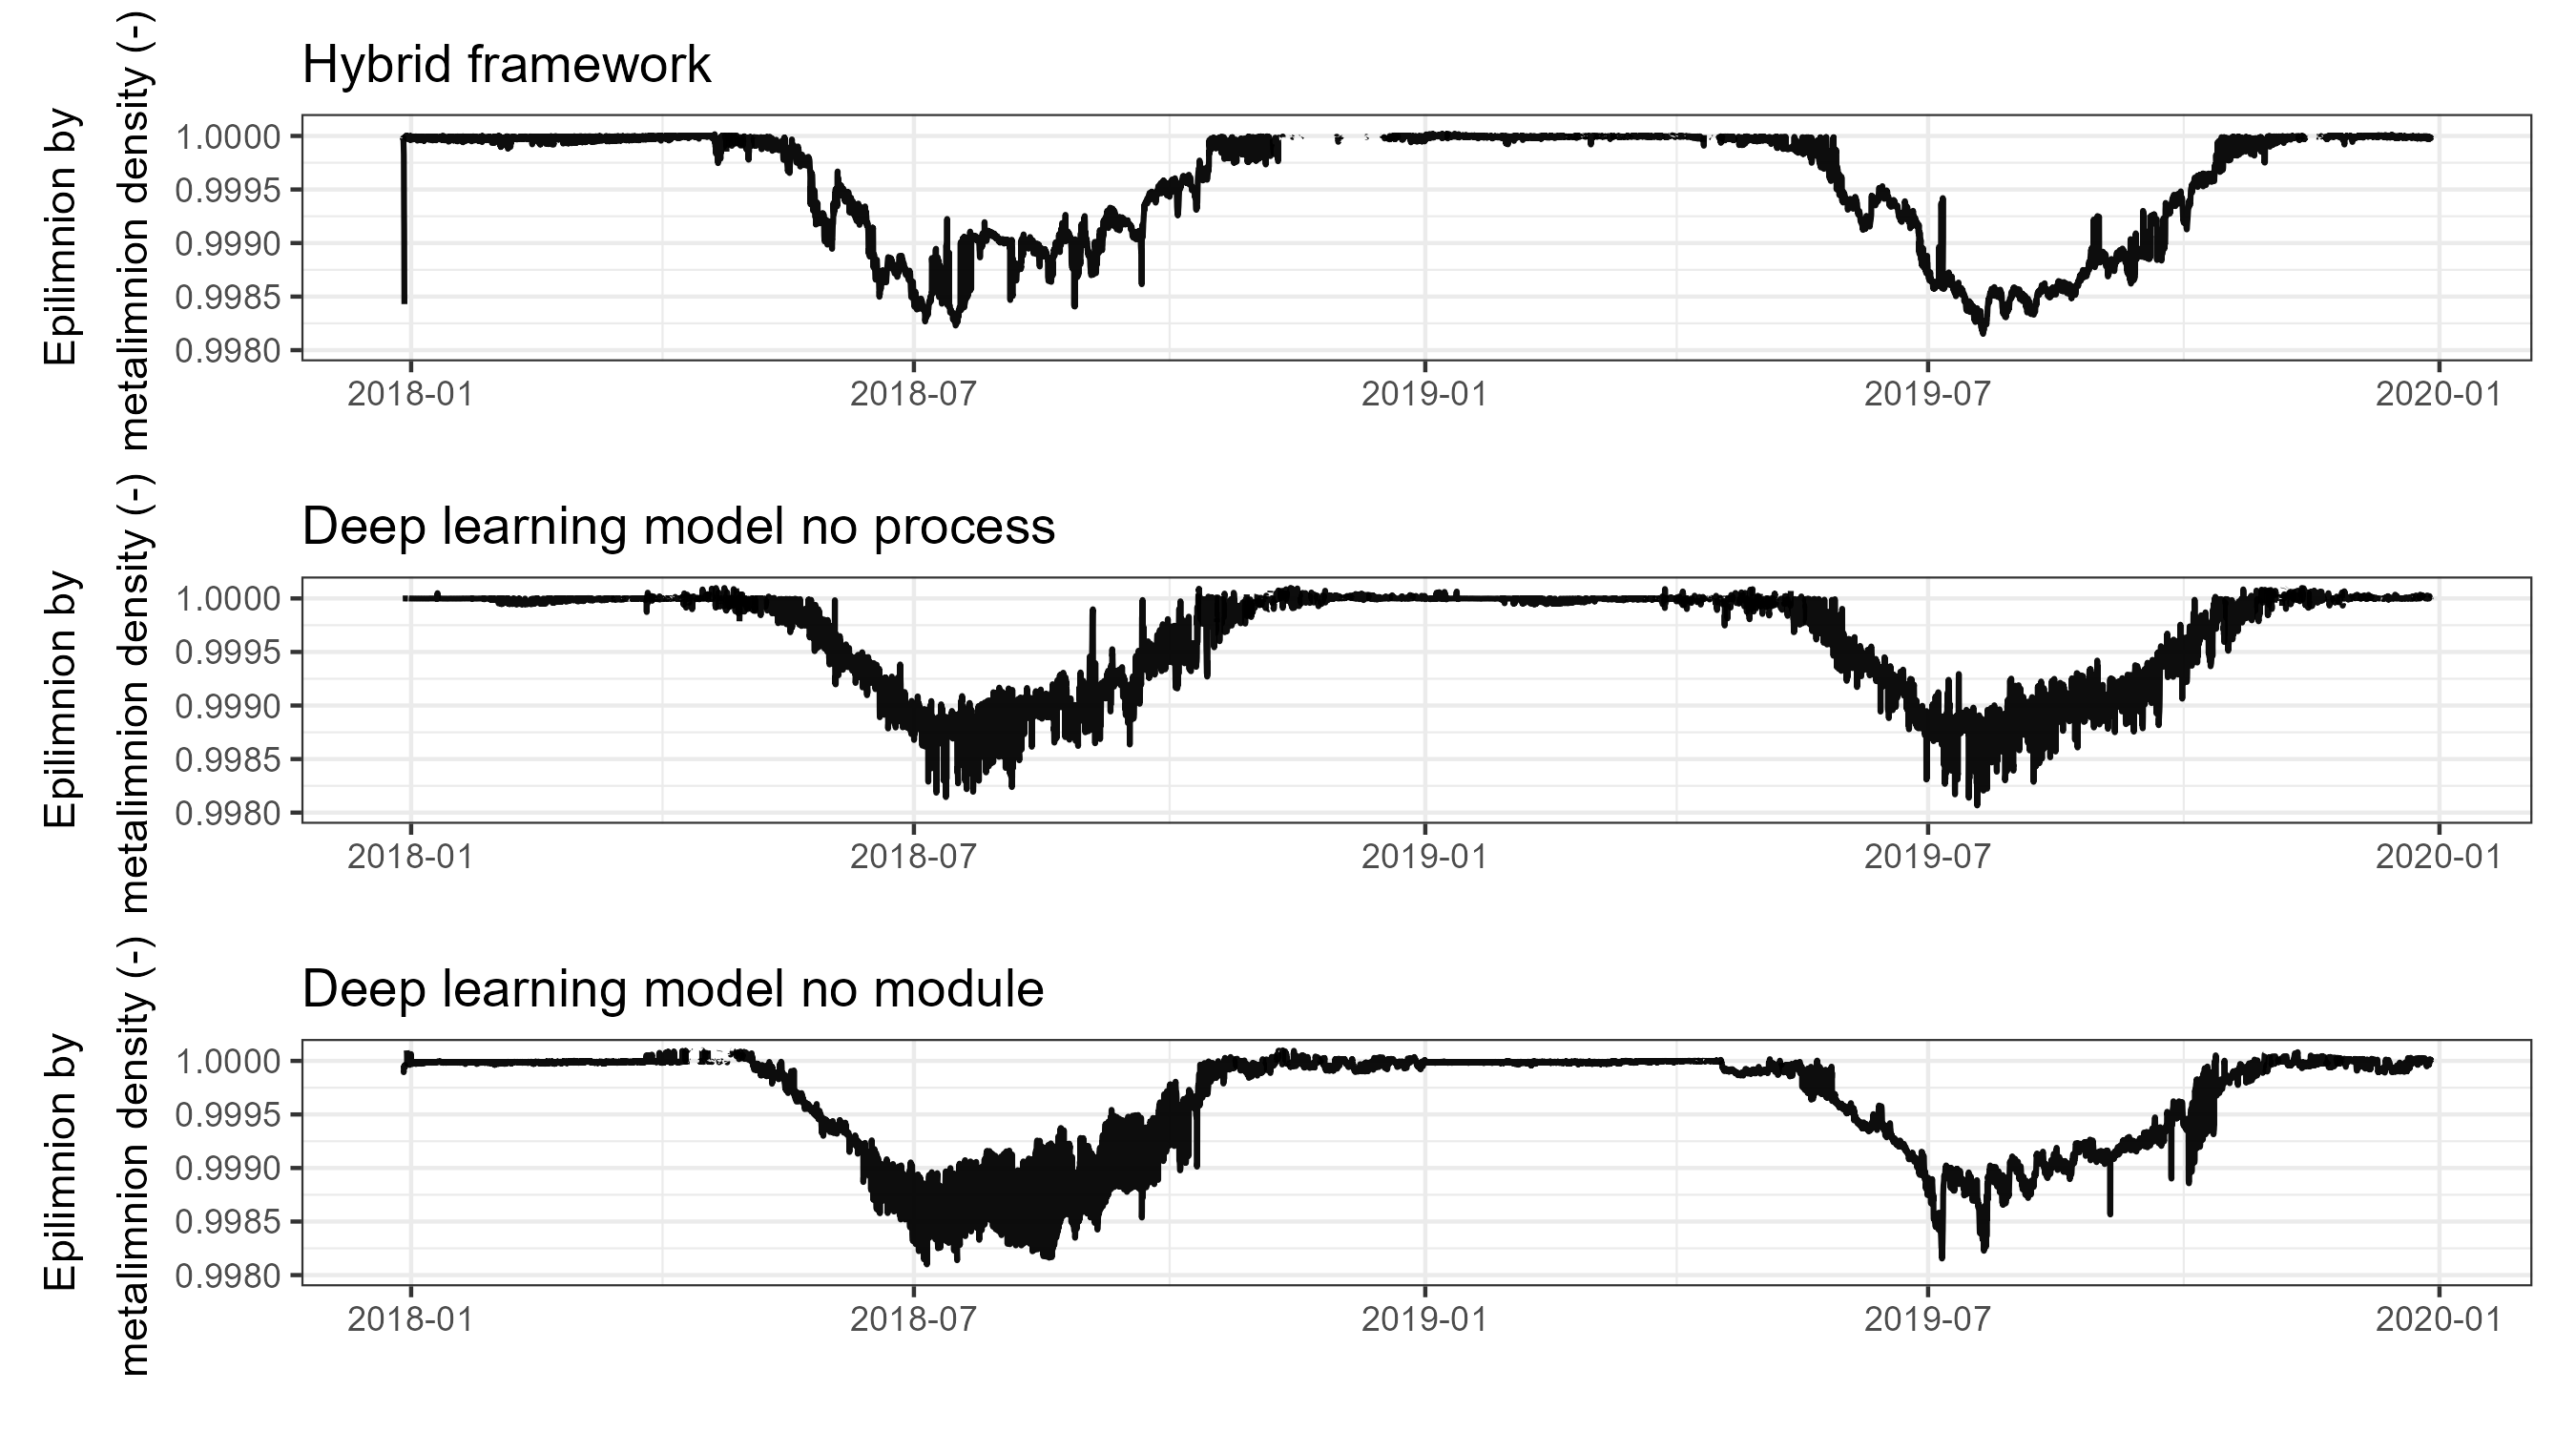 Hybrid framework
Epilimnion by
metalimnion density (-)
1.0000
0.9995
0.9990
0.9985
0.9980
2018-01 2018-07 2019-01 2019-07 2020-01
Deep learning model no process
Epilimnion by
metalimnion density (-)
1.0000
0.9995
0.9990
0.9985
0.9980
2018-01 2018-07 2019-01 2019-07 2020-01
Deep learning model no module
Epilimnion by
metalimnion density (-)
1.0000
0.9995
0.9990
0.9985
0.9980
2018-01 2018-07 2019-01 2019-07 2020-01